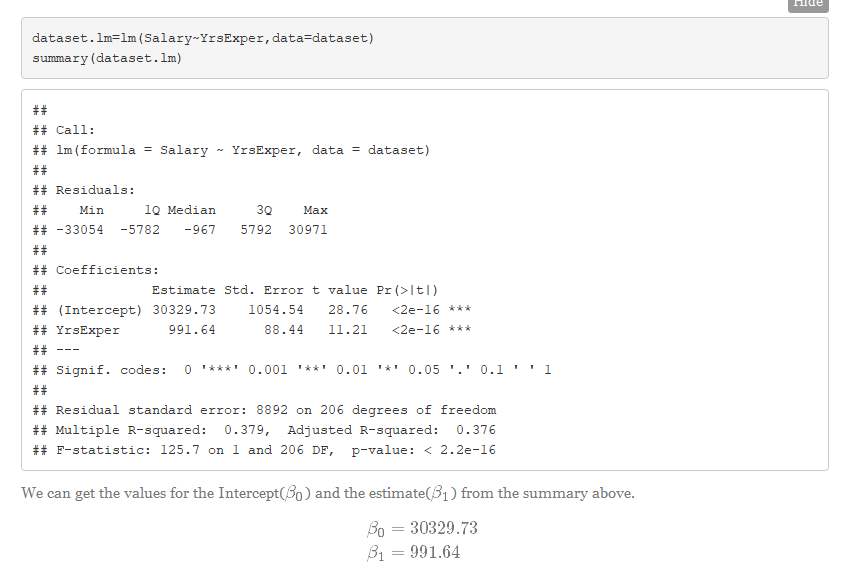 Hide
dataset.lm=lm(Salary~YrsExper,data=dataset)
summary(dataset.lm)
##
## Call:
## lm(formula = Salary ~ YrsExper, data = dataset)
##
## Residuals:
##    Min     1Q Median     3Q    Max
## -33054  -5782   -967   5792  30971
##
## Coefficients:
##             Estimate Std. Error t value Pr(>|t|)
## (Intercept) 30329.73    1054.54   28.76   <2e-16 ***
## YrsExper      991.64      88.44   11.21   <2e-16 ***
## ---
## Signif. codes:  0 '***' 0.001 '**' 0.01 '*' 0.05 '.' 0.1 ' ' 1
##
## Residual standard error: 8892 on 206 degrees of freedom
## Multiple R-squared:  0.379,  Adjusted R-squared:  0.376
## F-statistic: 125.7 on 1 and 206 DF,  p-value: < 2.2e-16
We can get the values for the Intercept(β₀) and the estimate(β₁) from the summary above.
β₀ = 30329.73
β₁ = 991.64